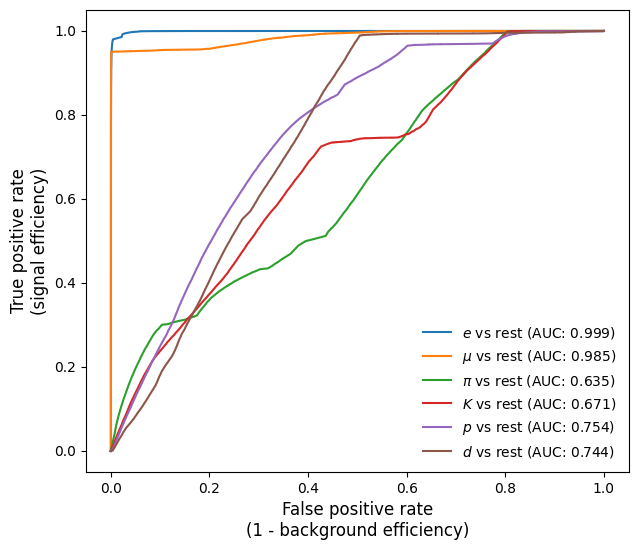 1.0
0.8
0.6
0.4
0.2
0.0
True positive rate
(signal efficiency)
e vs rest (AUC: 0.999)
μ vs rest (AUC: 0.985)
π vs rest (AUC: 0.635)
K vs rest (AUC: 0.671)
p vs rest (AUC: 0.754)
d vs rest (AUC: 0.744)
0.0 0.2 0.4 0.6 0.8 1.0
False positive rate
(1 - background efficiency)